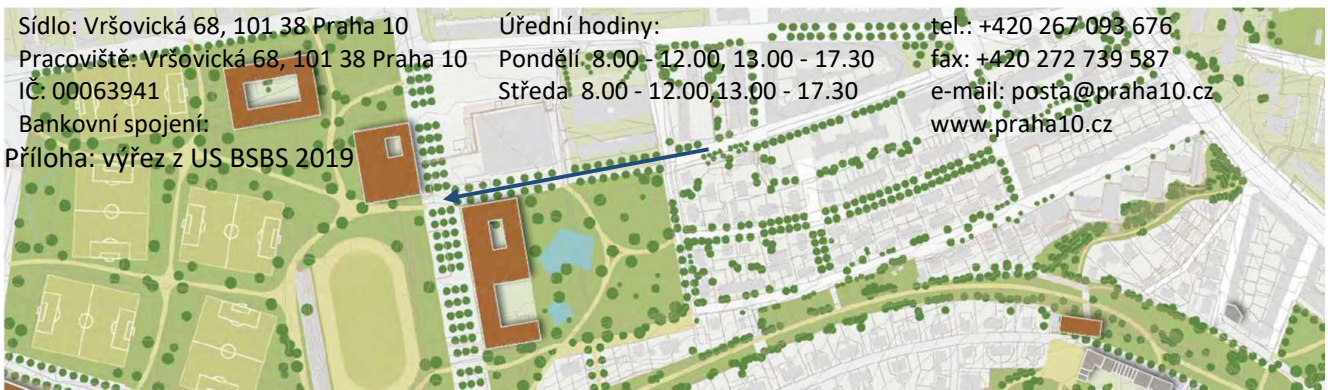 Sídlo: Vršovická 68, 101 38 Praha 10
Pracoviště: Vršovická 68, 101 38 Praha 10
IČ: 00063941
Bankovní spojení:
Úřední hodiny:
Pondělí 8.00 - 12.00, 13.00 - 17.30
Středa 8.00 - 12.00,13.00 - 17.30
tel.: +420 267 093 676
fax: +420 272 739 587
e-mail: posta@praha10.cz
www.praha10.cz
Příloha: výřez z US BSBS 2019